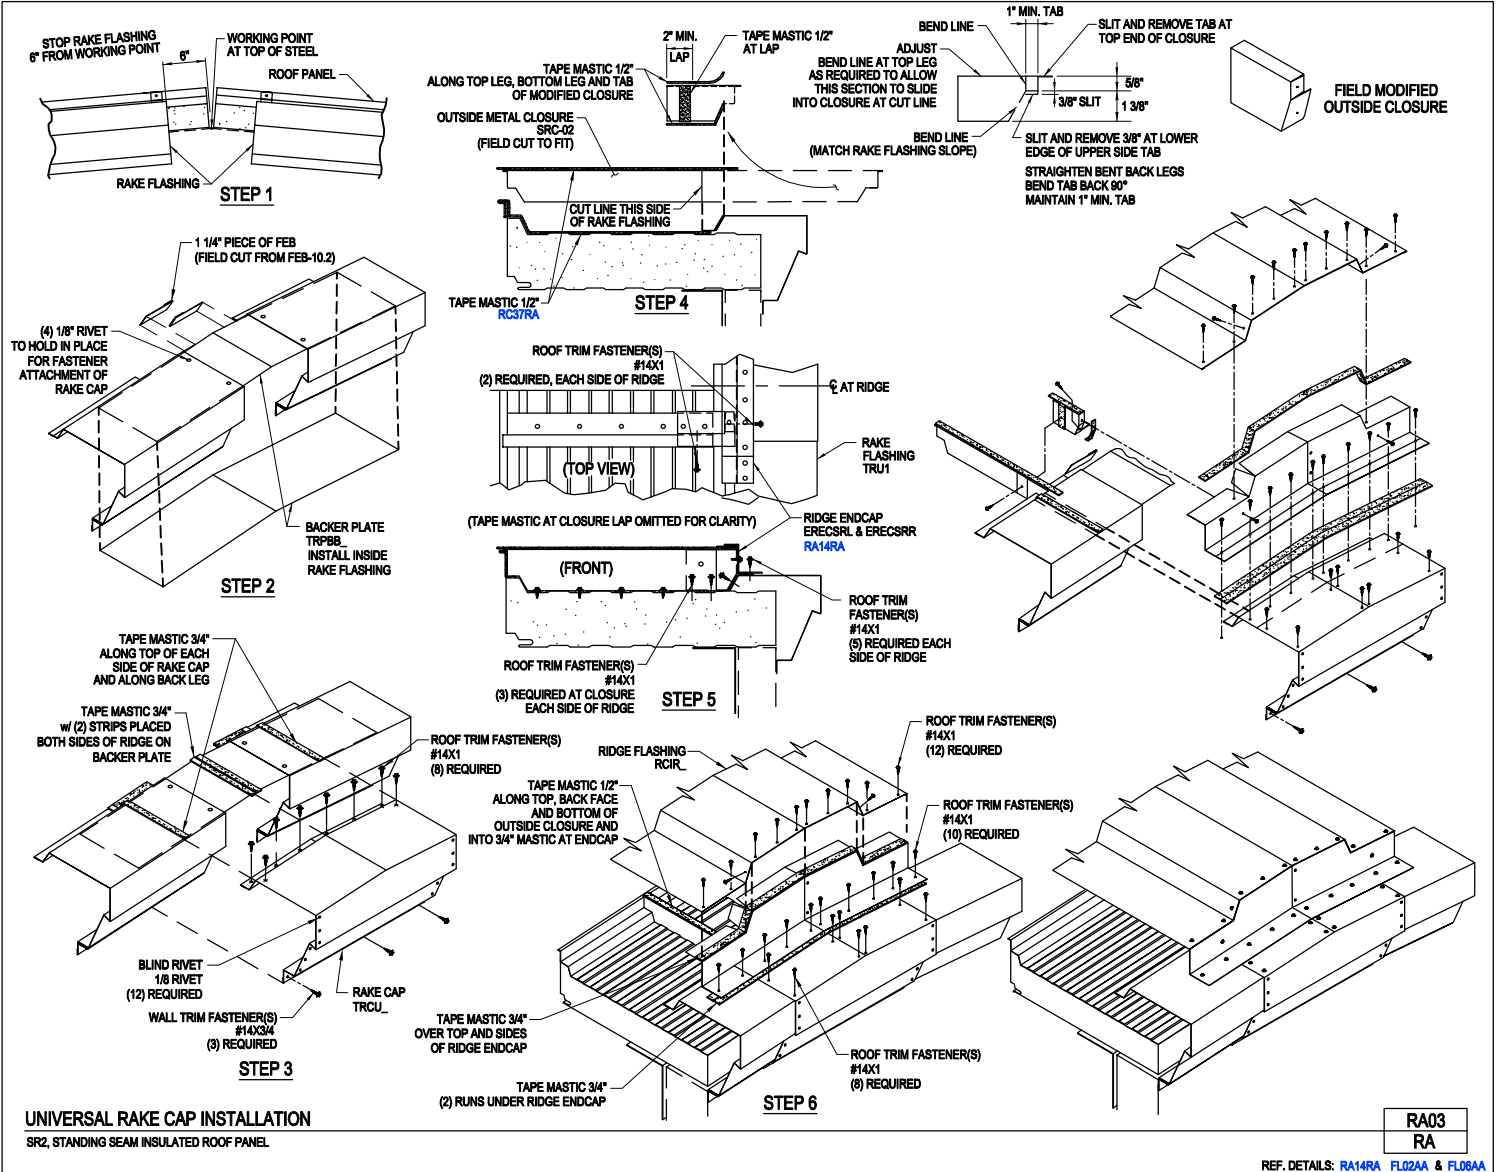 STOP RAKE FLASHING
6" FROM WORKING POINT
6"
WORKING POINT
AT TOP OF STEEL
ROOF PANEL
RAKE FLASHING
STEP 1
2" MIN.
LAP
TAPE MASTIC 1/2"
AT LAP
TAPE MASTIC 1/2"
ALONG TOP LEG, BOTTOM LEG AND TAB
OF MODIFIED CLOSURE
OUTSIDE METAL CLOSURE
SRC-02
(FIELD CUT TO FIT)
CUT LINE THIS SIDE
OF RAKE FLASHING
TAPE MASTIC 1/2"
RC37RA
STEP 4
1" MIN. TAB
BEND LINE
SLIT AND REMOVE TAB AT
TOP END OF CLOSURE
ADJUST
BEND LINE AT TOP LEG
AS REQUIRED TO ALLOW
THIS SECTION TO SLIDE
INTO CLOSURE AT CUT LINE
5/8"
3/8" SLIT
1 3/8"
BEND LINE
(MATCH RAKE FLASHING SLOPE)
SLIT AND REMOVE 3/8" AT LOWER
EDGE OF UPPER SIDE TAB
STRAIGHTEN BENT BACK LEGS
BEND TAB BACK 90°
MAINTAIN 1" MIN. TAB
FIELD MODIFIED
OUTSIDE CLOSURE
1 1/4" PIECE OF FEB
(FIELD CUT FROM FEB-10.2)
(4) 1/8" RIVET
TO HOLD IN PLACE
FOR FASTENER
ATTACHMENT OF
RAKE CAP
BACKER PLATE
TRPBB_
INSTALL INSIDE
RAKE FLASHING
STEP 2
ROOF TRIM FASTENER(S)
#14X1
(2) REQUIRED, EACH SIDE OF RIDGE
℄ AT RIDGE
RAKE
FLASHING
TRU1
(TOP VIEW)
(TAPE MASTIC AT CLOSURE LAP OMITTED FOR CLARITY)
RIDGE ENDCAP
ERECSRL & ERECSRR
RA14RA
(FRONT)
ROOF TRIM
FASTENER(S)
#14X1
(5) REQUIRED EACH
SIDE OF RIDGE
ROOF TRIM FASTENER(S)
#14X1
(3) REQUIRED AT CLOSURE
EACH SIDE OF RIDGE
STEP 5
TAPE MASTIC 3/4"
ALONG TOP OF EACH
SIDE OF RAKE CAP
AND ALONG BACK LEG
TAPE MASTIC 3/4"
w/ (2) STRIPS PLACED
BOTH SIDES OF RIDGE ON
BACKER PLATE
ROOF TRIM FASTENER(S)
#14X1
(8) REQUIRED
BLIND RIVET
1/8 RIVET
(12) REQUIRED
RAKE CAP
TRCU_
WALL TRIM FASTENER(S)
#14X3/4
(3) REQUIRED
STEP 3
RIDGE FLASHING
RCIR_
TAPE MASTIC 1/2"
ALONG TOP, BACK FACE
AND BOTTOM OF
OUTSIDE CLOSURE AND
INTO 3/4" MASTIC AT ENDCAP
ROOF TRIM FASTENER(S)
#14X1
(12) REQUIRED
ROOF TRIM FASTENER(S)
#14X1
(10) REQUIRED
TAPE MASTIC 3/4"
OVER TOP AND SIDES
OF RIDGE ENDCAP
TAPE MASTIC 3/4"
(2) RUNS UNDER RIDGE ENDCAP
ROOF TRIM FASTENER(S)
#14X1
(8) REQUIRED
STEP 6
UNIVERSAL RAKE CAP INSTALLATION
SR2, STANDING SEAM INSULATED ROOF PANEL
RA03
RA
REF. DETAILS: RA14RA FL02AA & FL06AA